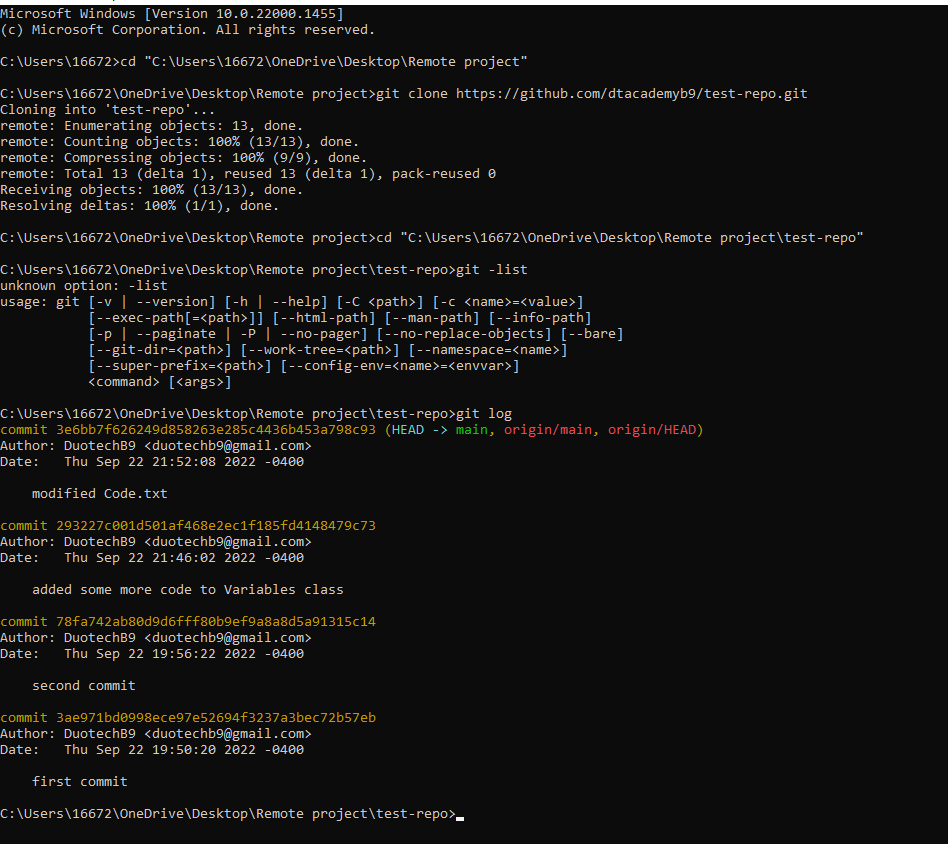 Microsoft Windows [Version 10.0.22000.1455]
(c) Microsoft Corporation. All rights reserved.
C:\Users\16672>cd "C:\Users\16672\OneDrive\Desktop\Remote project"
C:\Users\16672\OneDrive\Desktop\Remote project>git clone https://github.com/dtacademyb9/test-repo.git
Cloning into 'test-repo'...
remote: Enumerating objects: 13, done.
remote: Counting objects: 100% (13/13), done.
remote: Compressing objects: 100% (9/9), done.
remote: Total 13 (delta 1), reused 13 (delta 1), pack-reused 0
Receiving objects: 100% (13/13), done.
Resolving deltas: 100% (1/1), done.
C:\Users\16672\OneDrive\Desktop\Remote project>cd "C:\Users\16672\OneDrive\Desktop\Remote project\test-repo"
C:\Users\16672\OneDrive\Desktop\Remote project\test-repo>git -list
unknown option: -list
usage: git [-v | --version] [-h | --help] [-C <path>] [-c <name>=<value>]
           [--exec-path[=<path>]] [--html-path] [--man-path] [--info-path]
           [-p | --paginate | -P | --no-pager] [--no-replace-objects] [--bare]
           [--git-dir=<path>] [--work-tree=<path>] [--namespace=<name>]
           [--super-prefix=<path>] [--config-env=<name>=<envvar>]
           <command> [<args>]
C:\Users\16672\OneDrive\Desktop\Remote project\test-repo>git log
commit 3e6bb7f626249d858263e285c4436b453a798c93 (HEAD -> main, origin/main, origin/HEAD)
Author: DuotechB9 <duotechb9@gmail.com>
Date:   Thu Sep 22 21:52:08 2022 -0400
    modified Code.txt
commit 293227c001d501af468e2ec1f185fd4148479c73
Author: DuotechB9 <duotechb9@gmail.com>
Date:   Thu Sep 22 21:46:02 2022 -0400
    added some more code to Variables class
commit 78fa742ab80d9d6fff80b9ef9a8a8d5a91315c14
Author: DuotechB9 <duotechb9@gmail.com>
Date:   Thu Sep 22 19:56:22 2022 -0400
    second commit
commit 3ae971bd0998ece97e52694f3237a3bec72b57eb
Author: DuotechB9 <duotechb9@gmail.com>
Date:   Thu Sep 22 19:50:20 2022 -0400
    first commit
C:\Users\16672\OneDrive\Desktop\Remote project\test-repo>